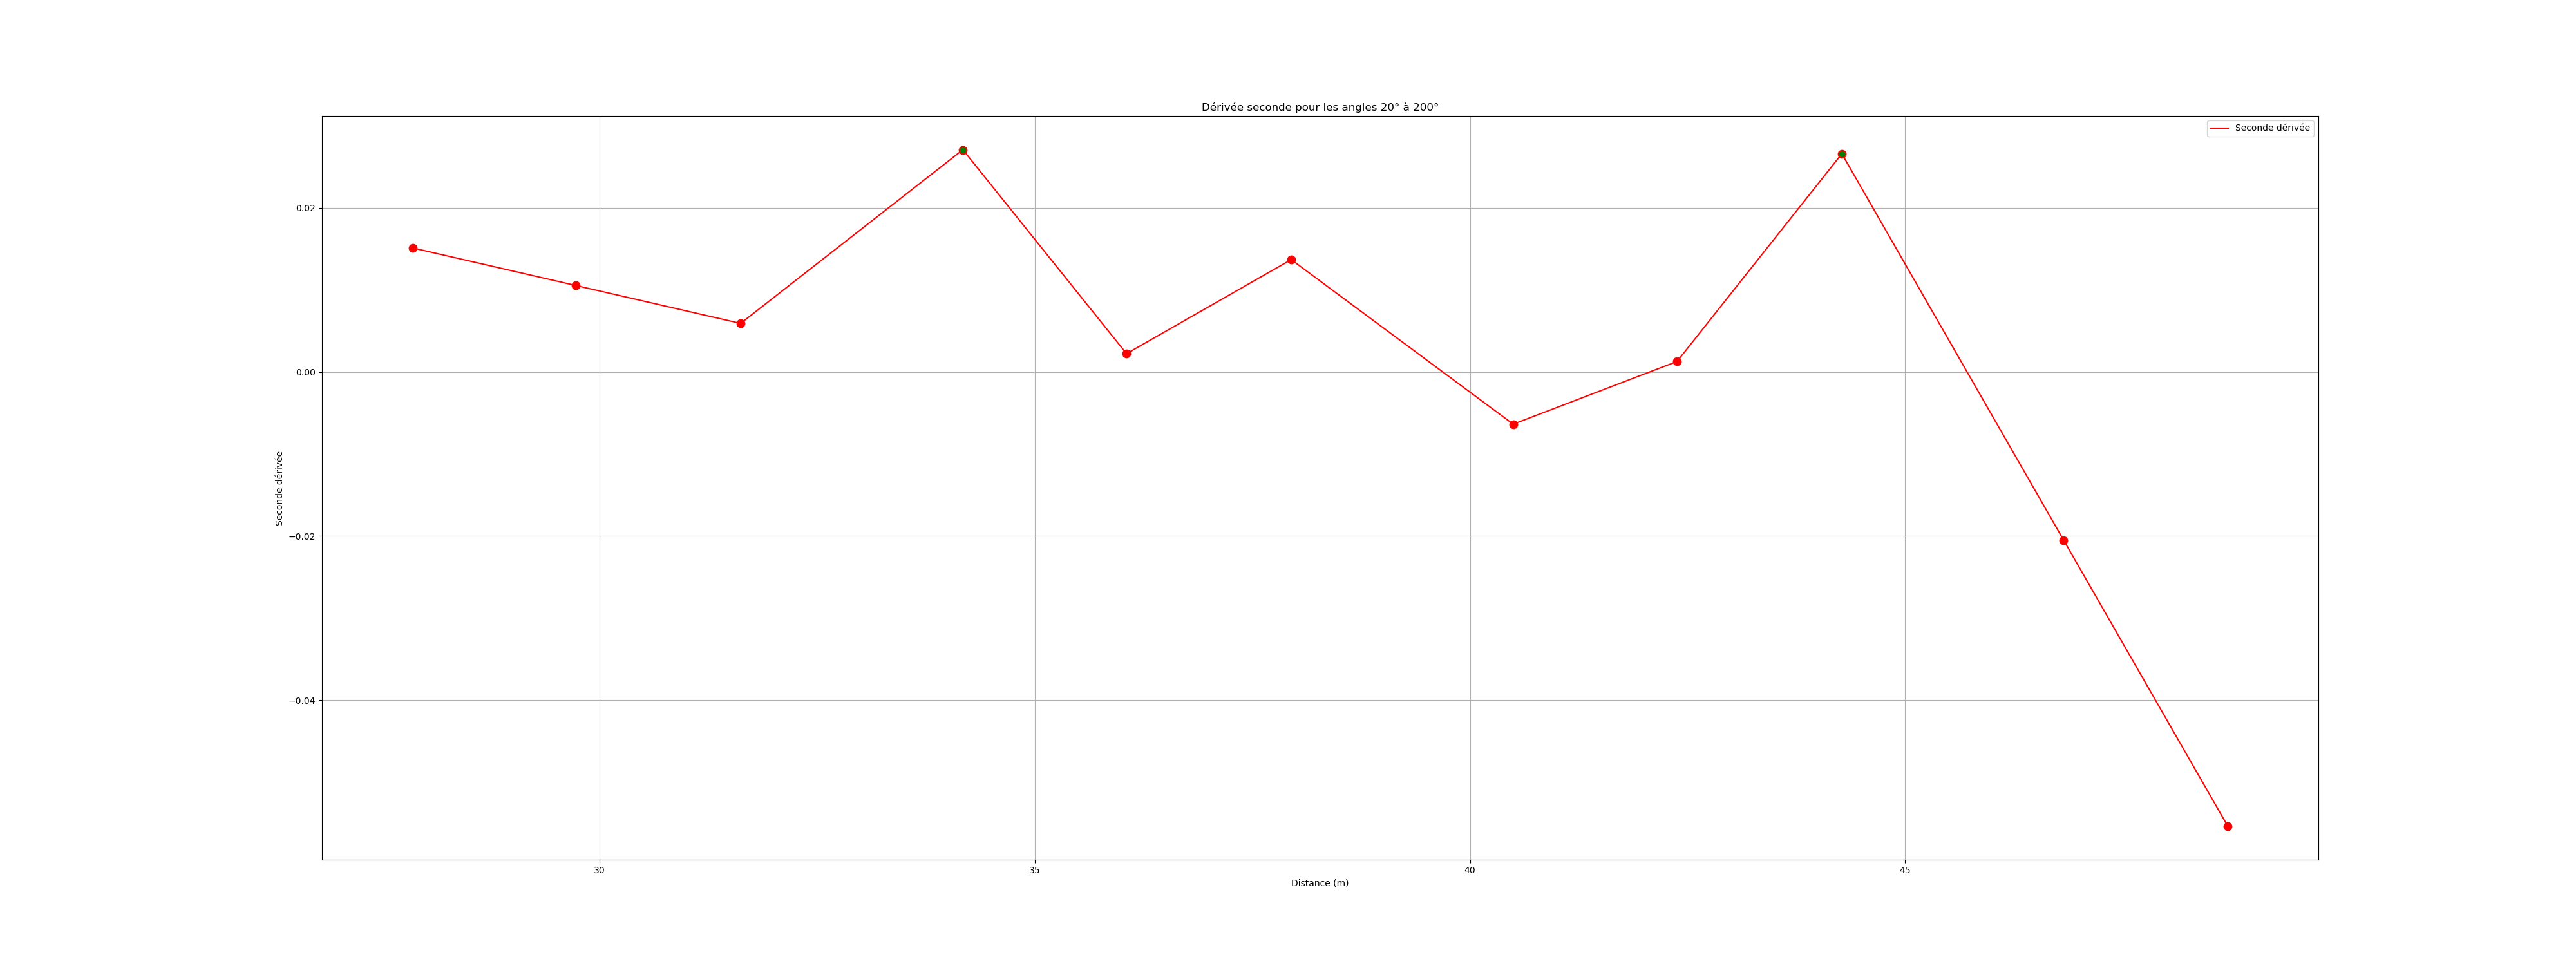 Dérivée seconde pour les angles 20° à 200°
Seconde dérivée
0.02
0.00
−0.02
−0.04
Seconde dérivée
30
35
40
45
Distance (m)